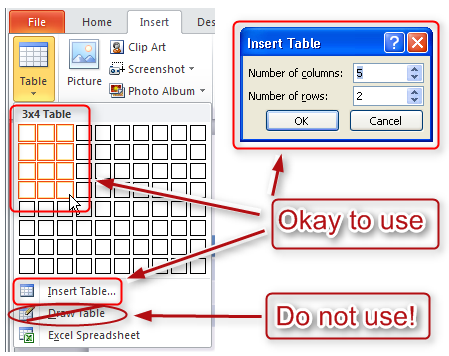 File Home Insert Des
Table
Picture
Clip Art
Screenshot
Photo Album
3x4 Table
Insert Table...
Draw Table
Excel Spreadsheet
Insert Table
Number of columns: 5
Number of rows: 2
OK Cancel
Okay to use
Do not use!